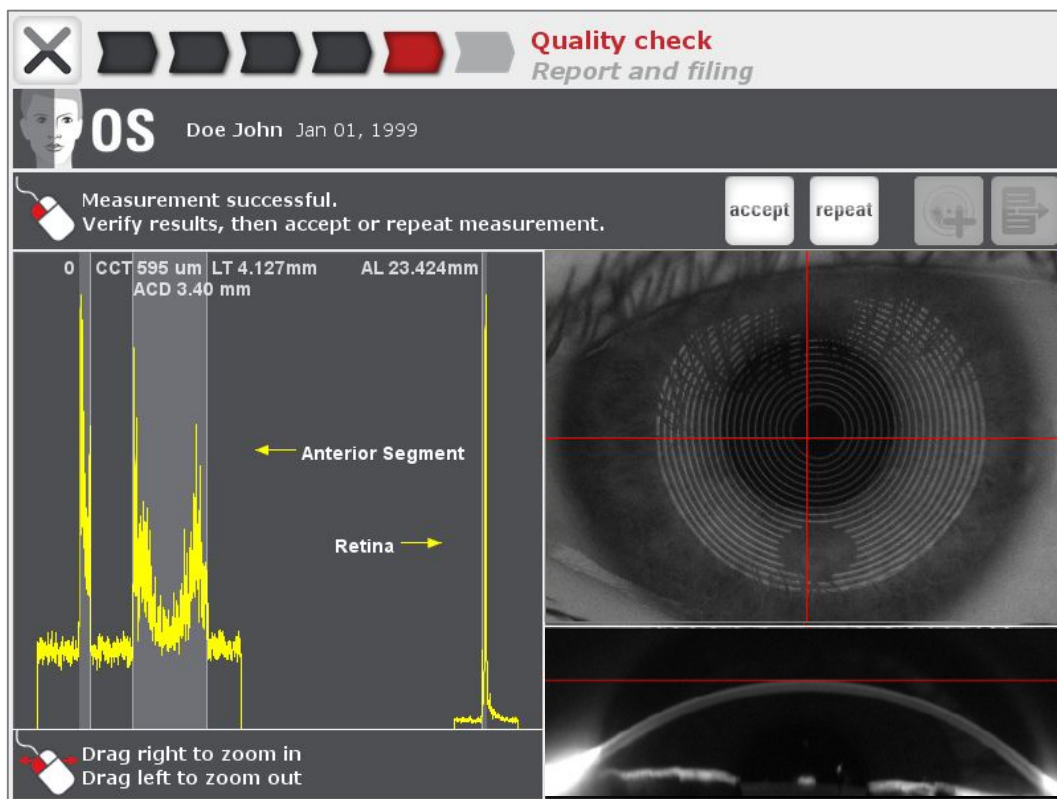 Quality check
Report and filing
OS Doe John Jan 01, 1999
Measurement successful.
Verify results, then accept or repeat measurement.
accept repeat
0 CCT 595 um LT 4.127mm AL 23.424mm
ACD 3.40 mm
Anterior Segment
Retina
Drag right to zoom in
Drag left to zoom out